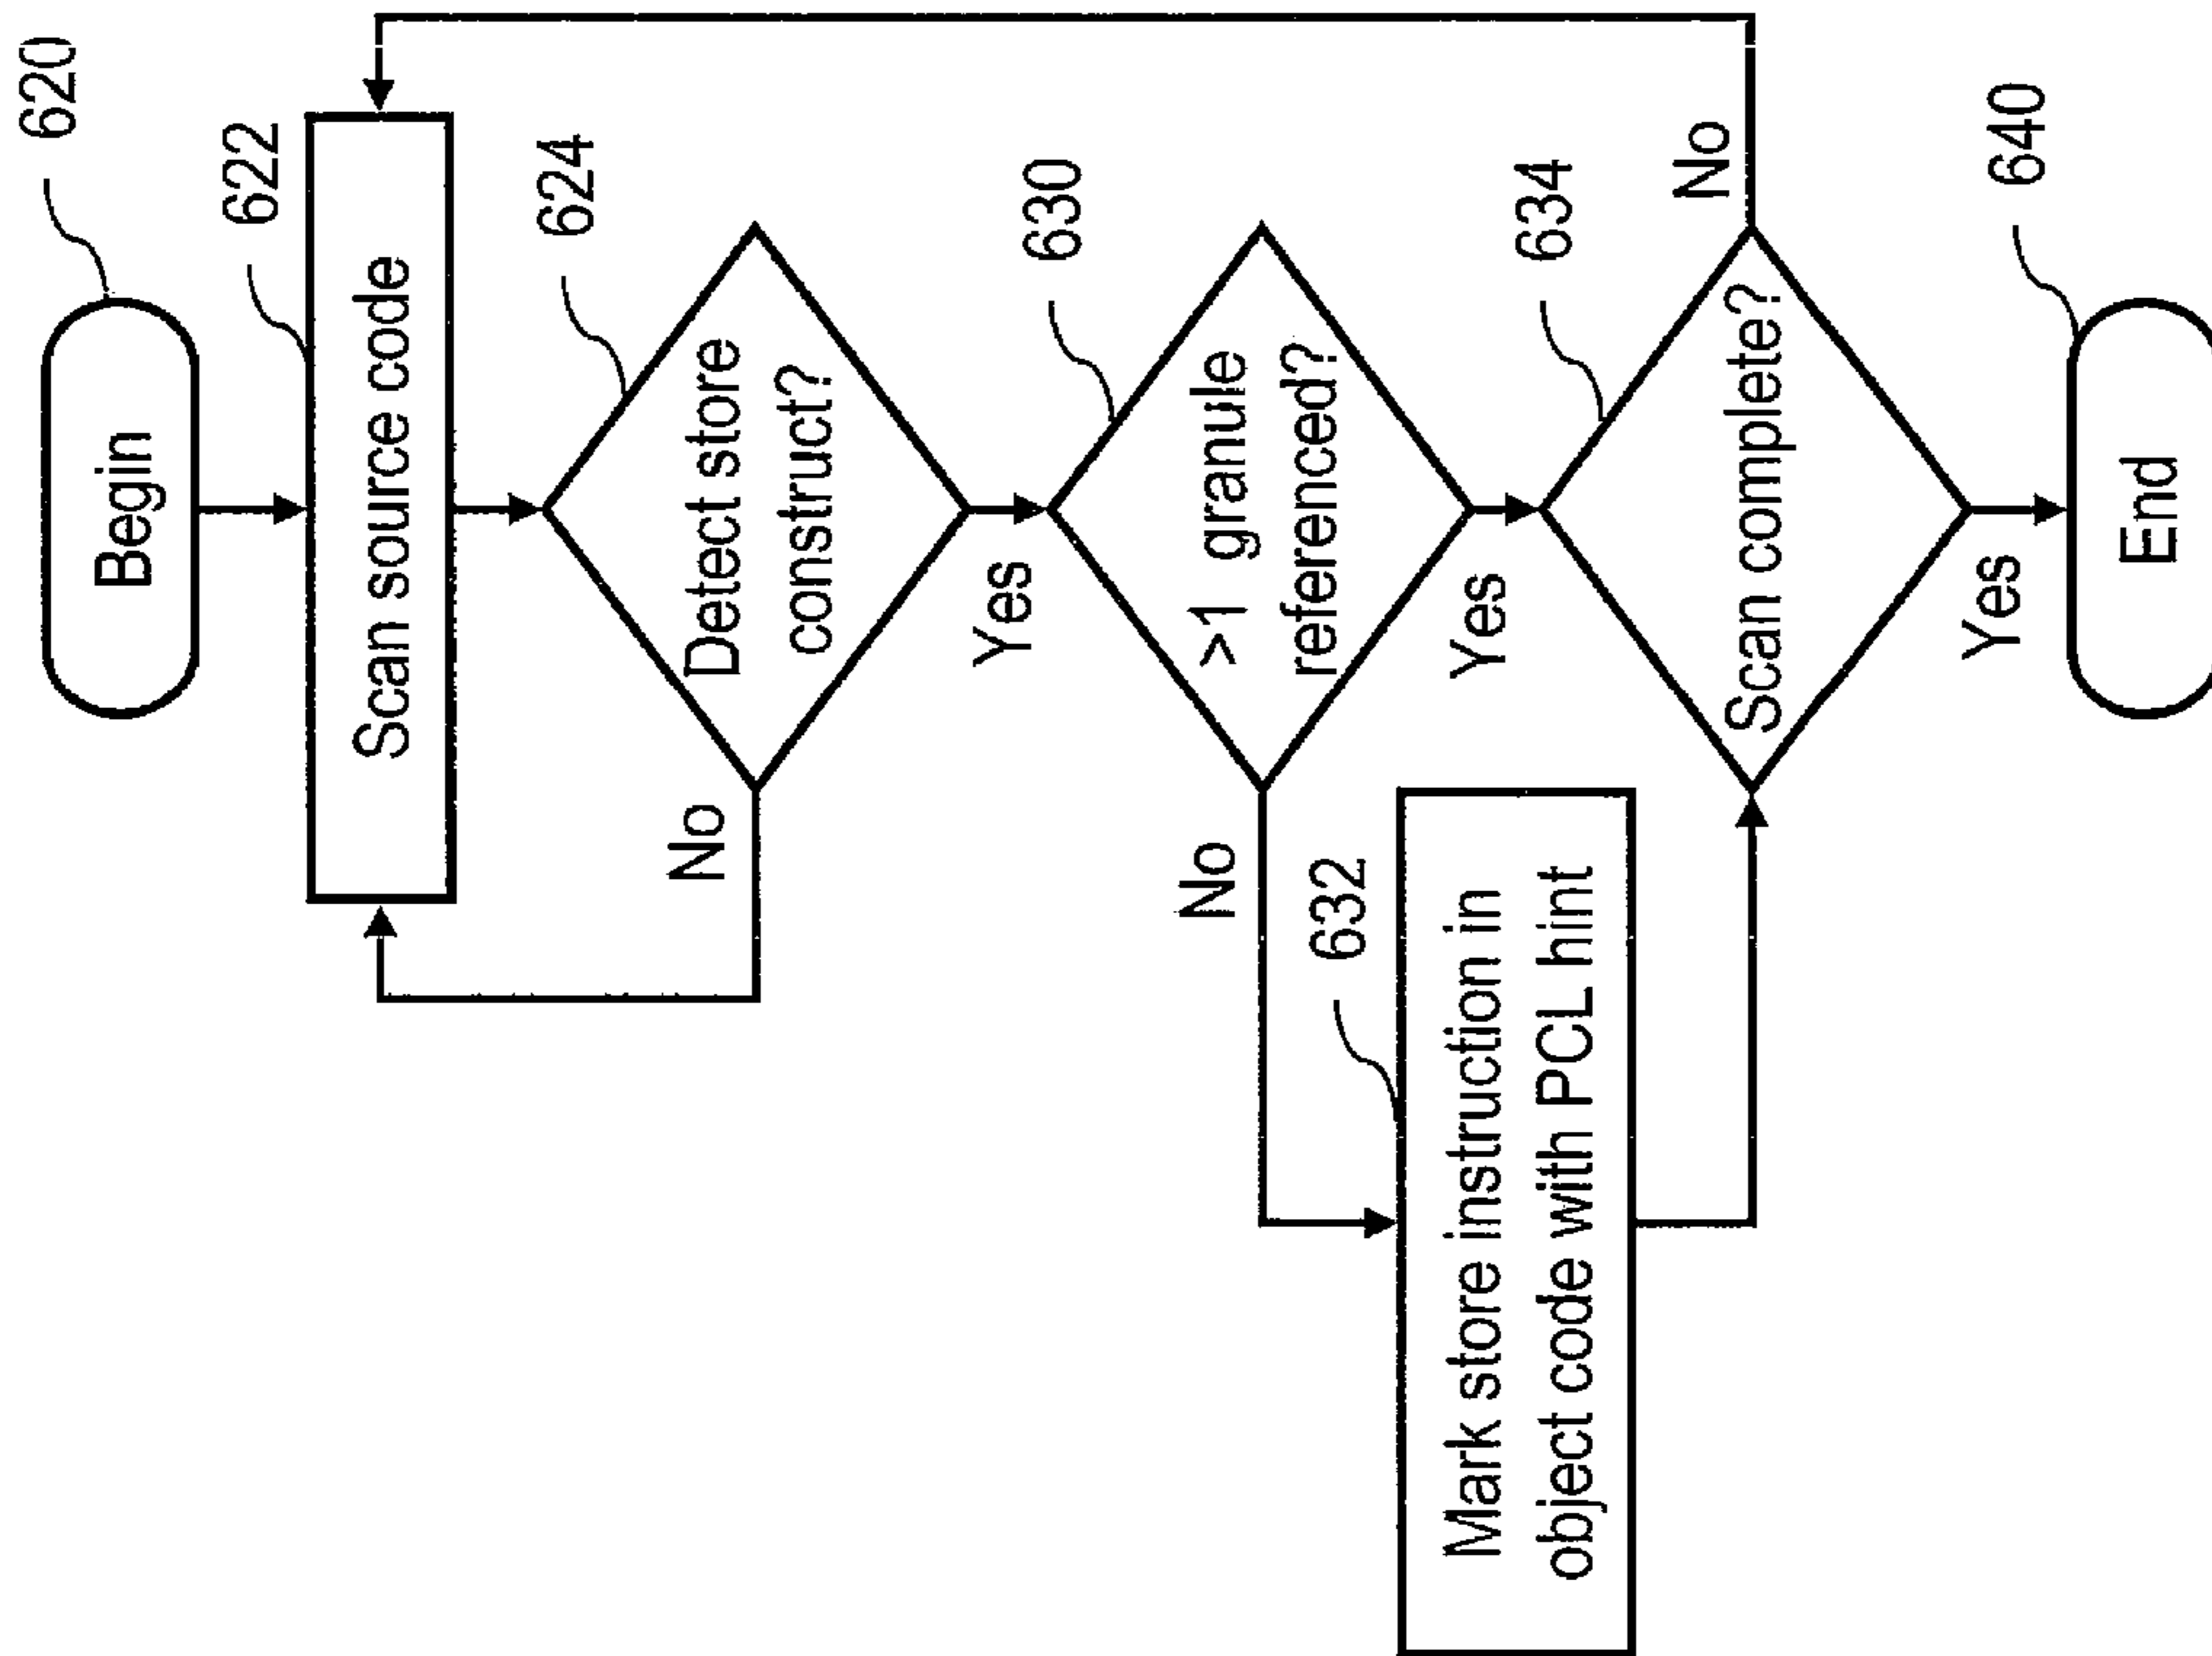 Begin
620
Scan source code
622
Detect store
construct?
624
No
Yes
>1 granule
referenced?
630
No
Yes
Mark store instruction in
object code with PCL hint
632
Scan complete?
634
No
Yes
End
640